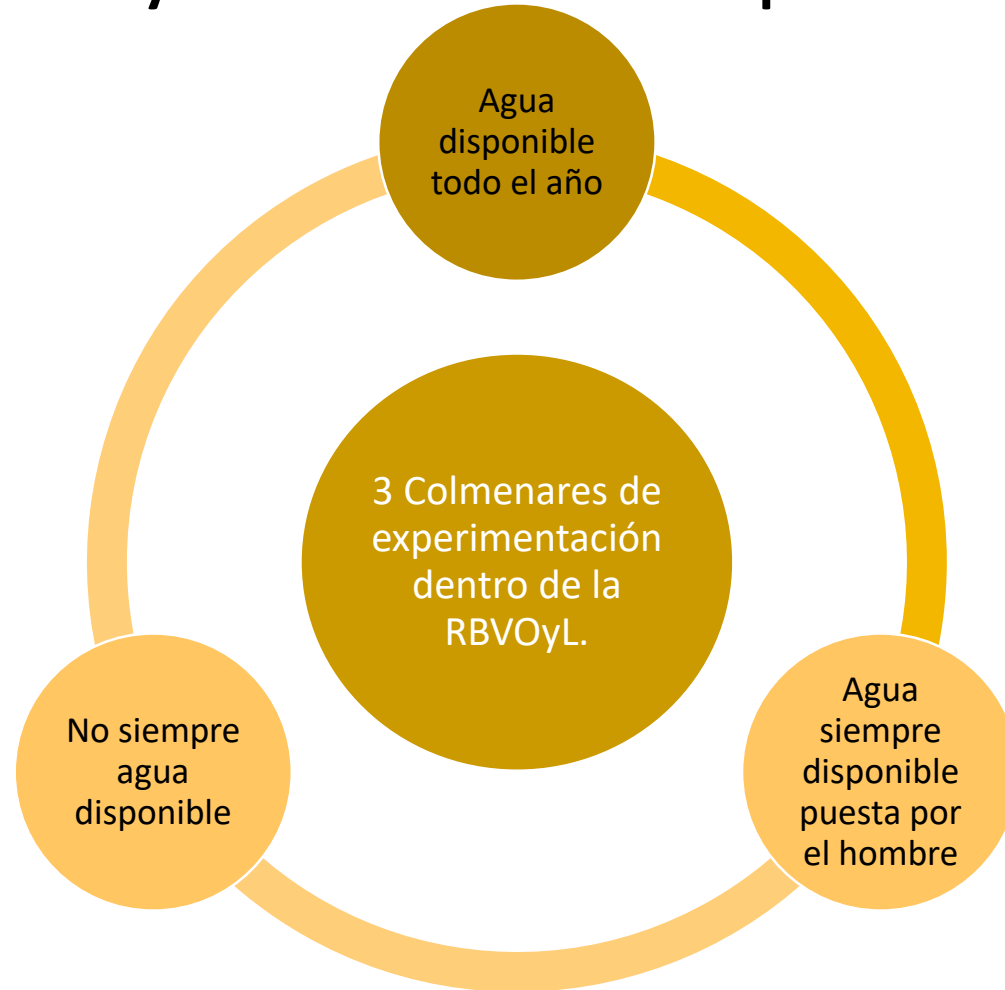 Agua
disponible
todo el año
3 Colmenares de
experimentación
dentro de la
RBVOyL.
No siempre
agua
disponible
Agua
siempre
disponible
puesta por
el hombre